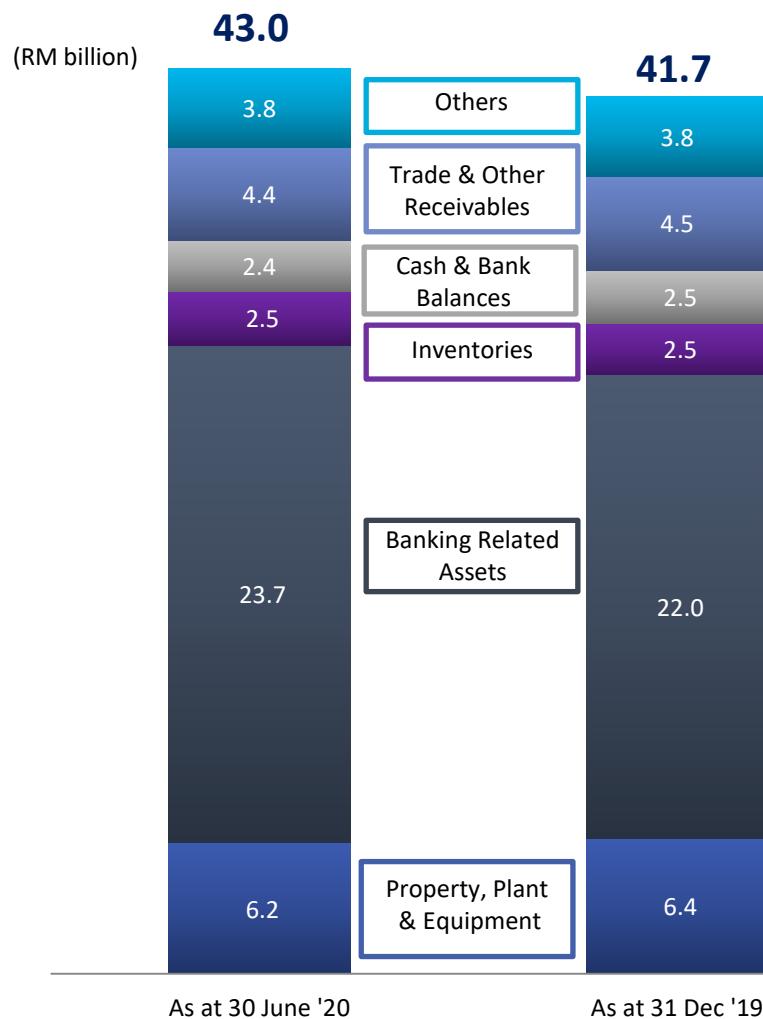 43.0
(RM billion)
41.7
3.8
Others
3.8
4.4
Trade & Other
Receivables
4.5
2.4
Cash & Bank
Balances
2.5
2.5
Inventories
2.5
23.7
Banking Related
Assets
22.0
6.2
Property, Plant
& Equipment
6.4
As at 30 June '20
As at 31 Dec '19